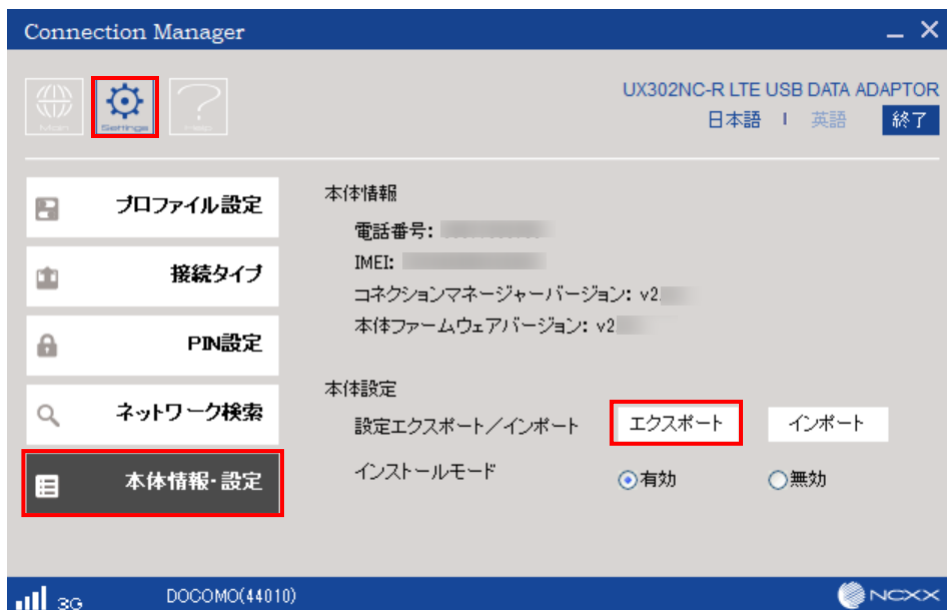 Connection Manager
Main
Settings
UX302NC-R LTE USB DATA ADAPTOR
日本語 | 英語 終了
プロファイル設定
接続タイプ
PIN設定
ネットワーク検索
本体情報・設定
本体情報
電話番号:
IMEI:
コネクションマネージャーバージョン: v2
本体ファームウェアバージョン: v2
本体設定
設定エクスポート/インポート エクスポート インポート
インストールモード 有効 無効
3G DOCOMO(44010) NCXX